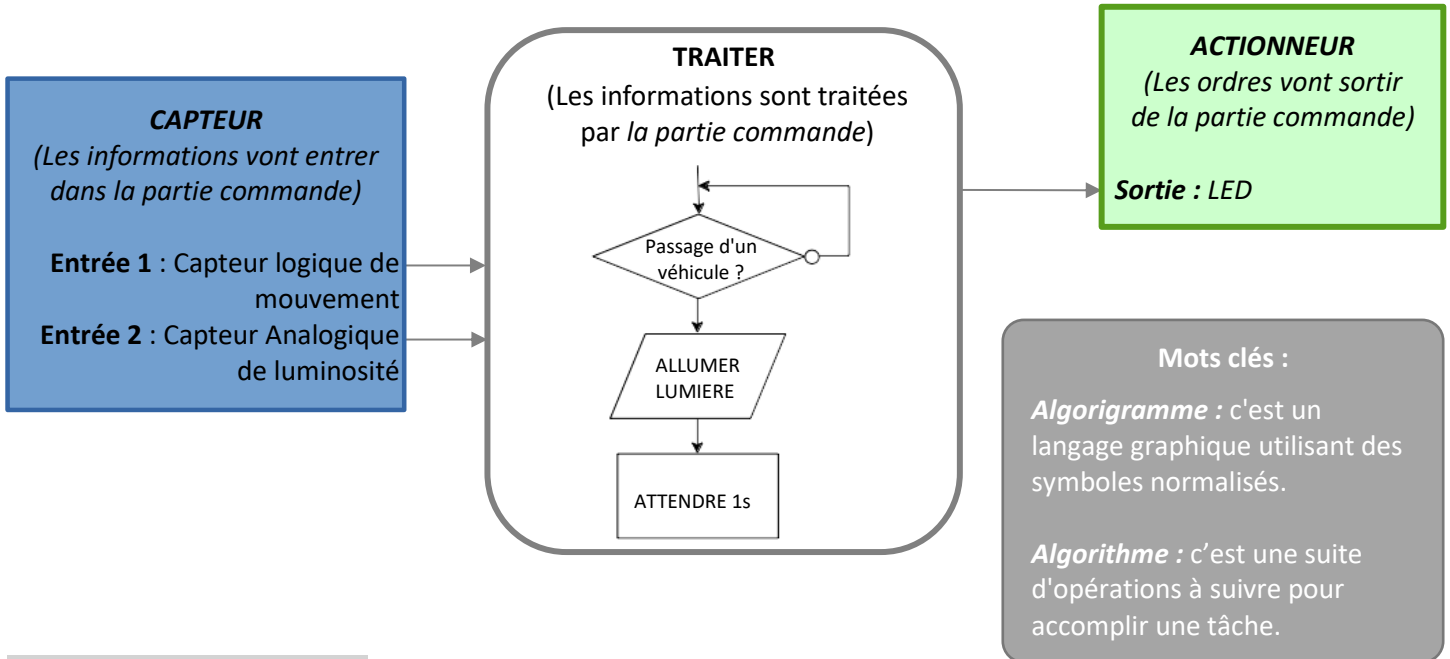 CAPTEUR
(Les informations vont entrer
dans la partie commande)
Entrée 1 : Capteur logique de
mouvement
Entrée 2 : Capteur Analogique
de luminosité
TRAITER
(Les informations sont traitées
par la partie commande)
Passage d'un
véhicule ?
ALLUMER
LUMIERE
ATTENDRE 1s
ACTIONNEUR
(Les ordres vont sortir
de la partie commande)
Sortie : LED
Mots clés :
Algorigramme : c'est un
langage graphique utilisant des
symboles normalisés.
Algorithme : c’est une suite
d'opérations à suivre pour
accomplir une tâche.